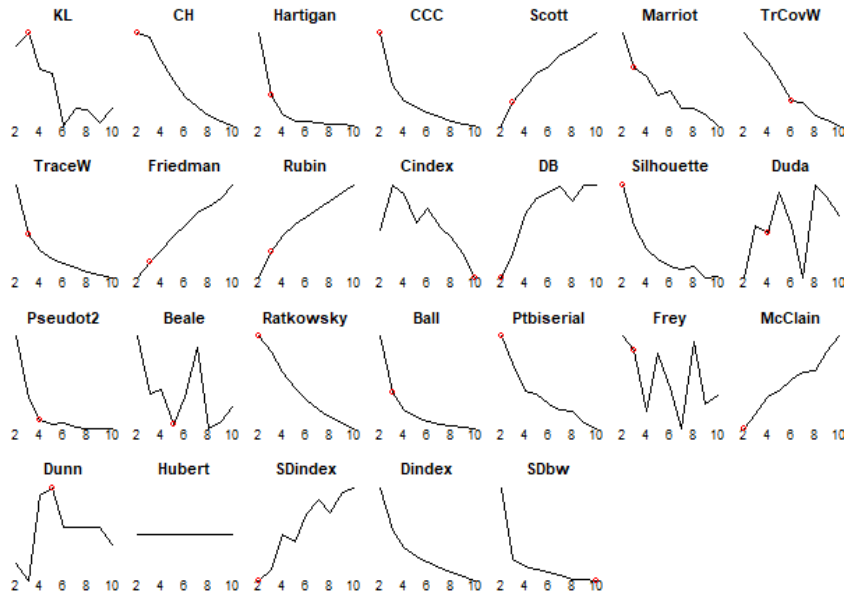 KL CH Hartigan CCC Scott Marriot TrCovW
2 4 6 8 10 2 4 6 8 10 2 4 6 8 10 2 4 6 8 10 2 4 6 8 10 2 4 6 8 10 2 4 6 8 10
TraceW Friedman Rubin Cindex DB Silhouette Duda
2 4 6 8 10 2 4 6 8 10 2 4 6 8 10 2 4 6 8 10 2 4 6 8 10 2 4 6 8 10 2 4 6 8 10
Pseudot2 Beale Ratkowsky Ball Ptbiserial Frey McClain
2 4 6 8 10 2 4 6 8 10 2 4 6 8 10 2 4 6 8 10 2 4 6 8 10 2 4 6 8 10 2 4 6 8 10
Dunn Hubert SDindex Dindex SDbw
2 4 6 8 10 2 4 6 8 10 2 4 6 8 10 2 4 6 8 10 2 4 6 8 10